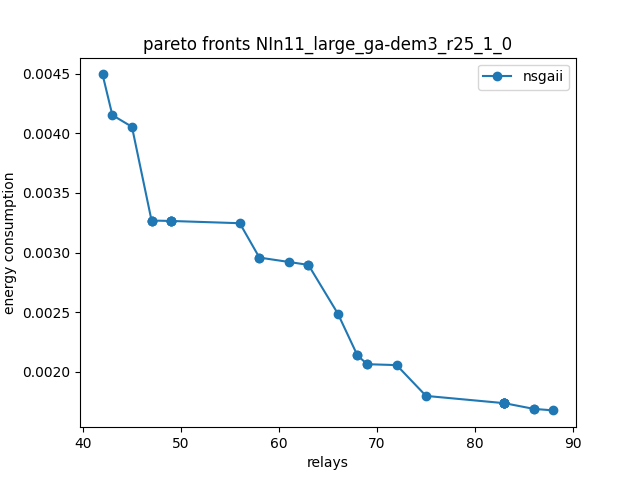 pareto fronts NIn11_large_ga-dem3_r25_1_0
nsgaii
0.0045
0.0040
0.0035
0.0030
0.0025
0.0020
energy consumption
40 50 60 70 80 90
relays